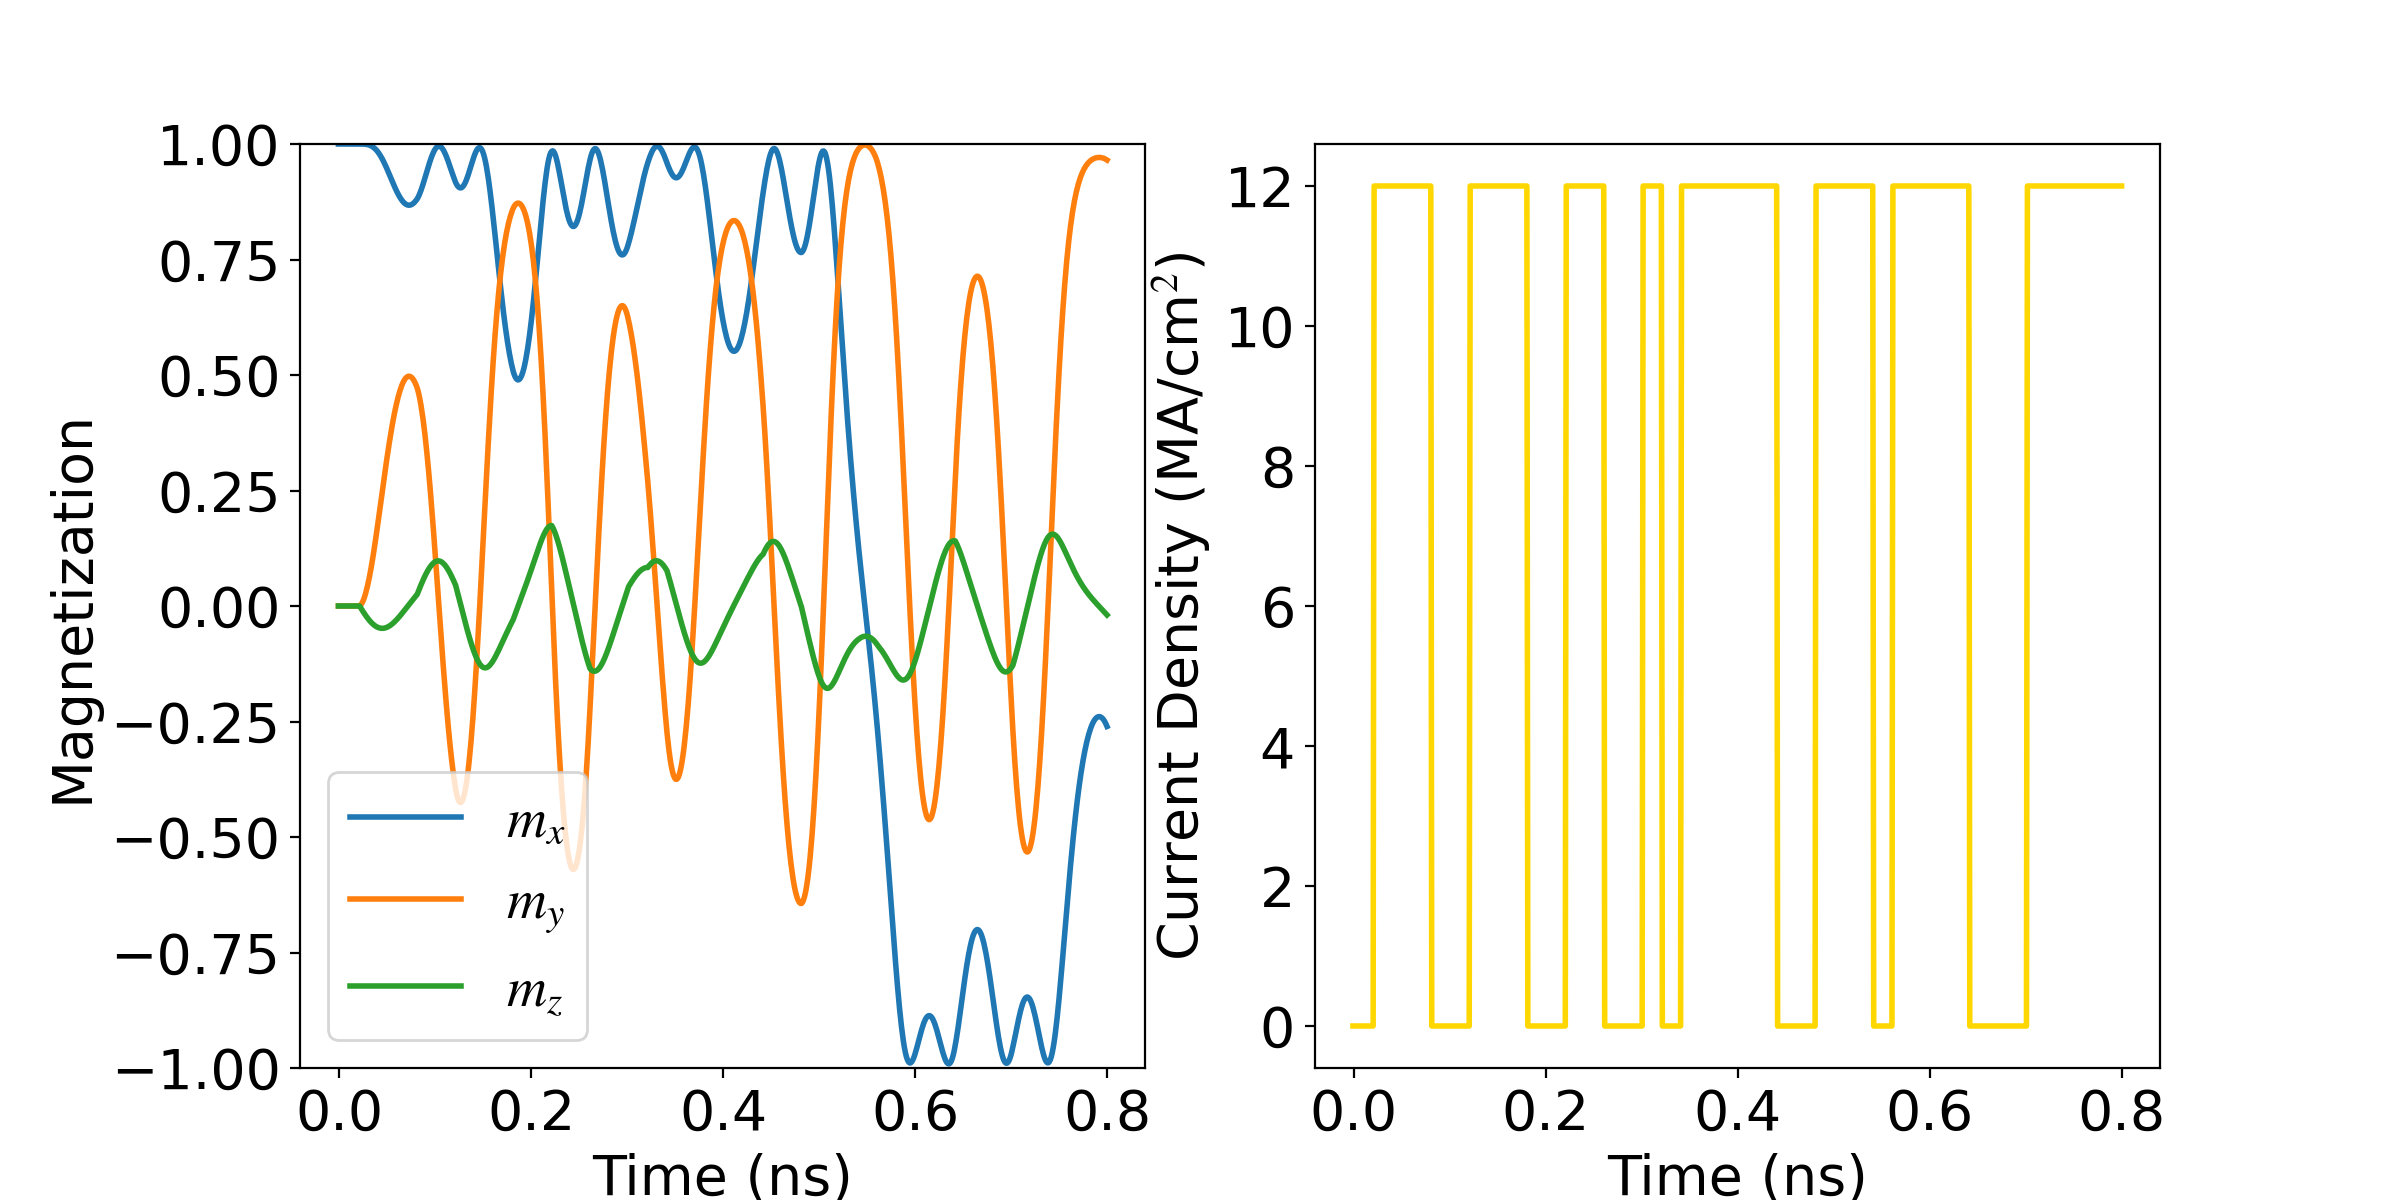 Magnetization
1.00
0.75
0.50
0.25
0.00
−0.25
−0.50
−0.75
−1.00
m_x
m_y
m_z
0.0 0.2 0.4 0.6 0.8
Time (ns)
Current Density (MA/cm²)
12
10
8
6
4
2
0
0.0 0.2 0.4 0.6 0.8
Time (ns)